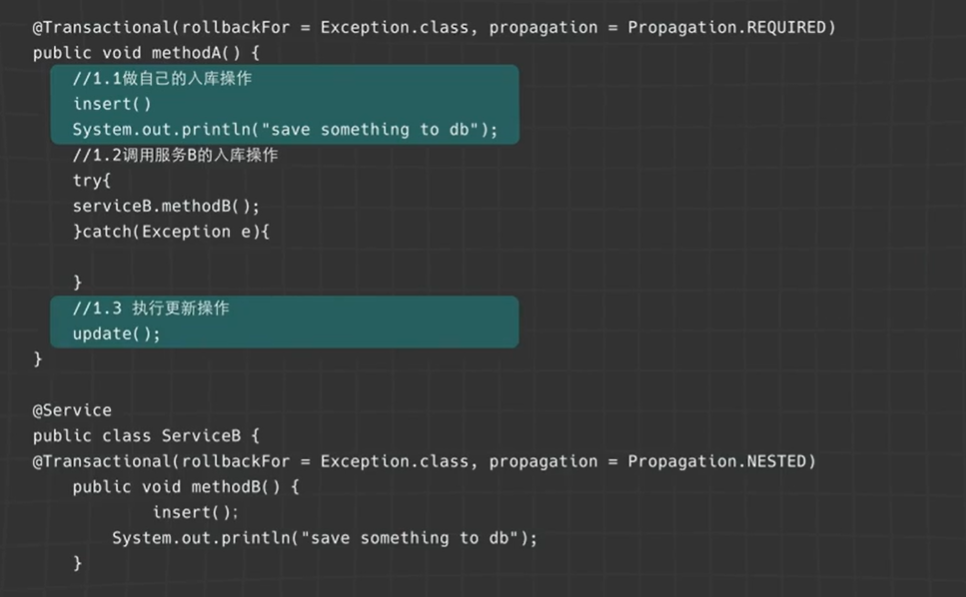 @Transactional(rollbackFor = Exception.class, propagation = Propagation.REQUIRED)
public void methodA() {
//1.1做自己的入库操作
insert()
System.out.println("save something to db");
//1.2调用服务B的入库操作
try{
serviceB.methodB();
}catch(Exception e){
}
//1.3 执行更新操作
update();
}
@Service
public class ServiceB {
@Transactional(rollbackFor = Exception.class, propagation = Propagation.NESTED)
public void methodB() {
insert();
System.out.println("save something to db");
}